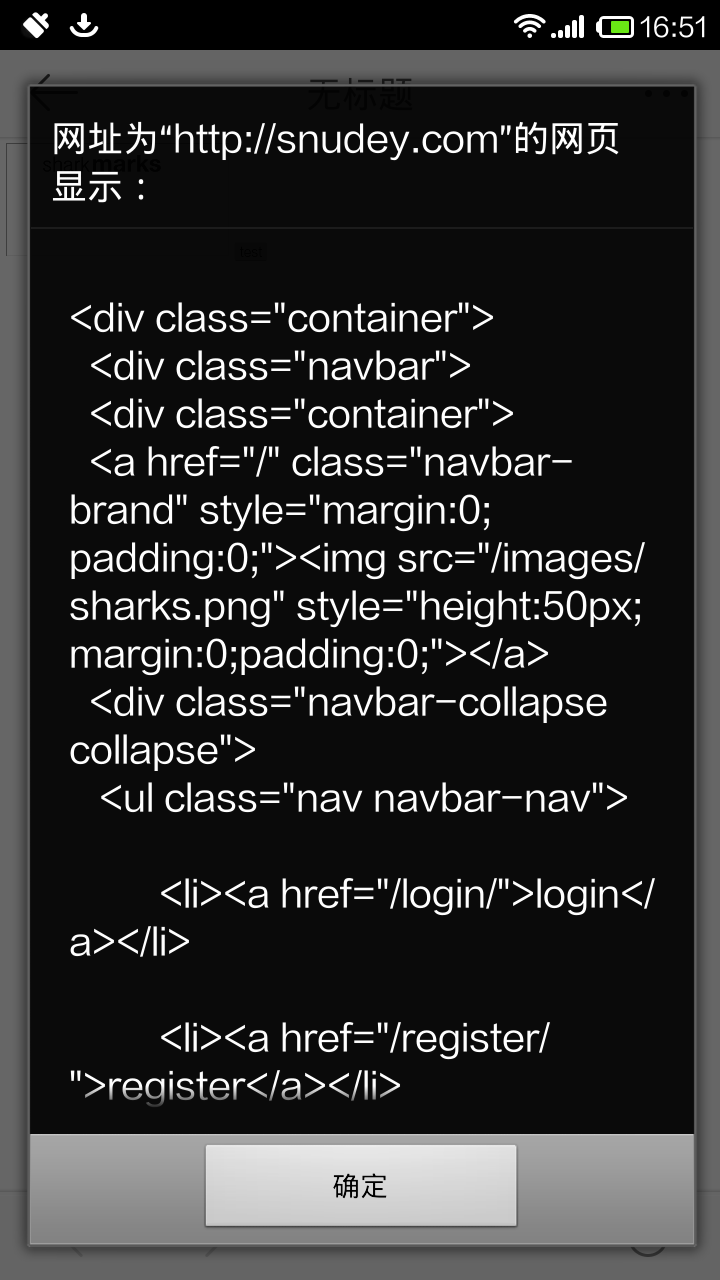 16:51
无标题
网址为“http://snudey.com”的网页
显示：
sharkmarks
test
<div class="container">
<div class="navbar">
<div class="container">
<a href="/" class="navbar-
brand" style="margin:0;
padding:0;"><img src="/images/
sharks.png" style="height:50px;
margin:0;padding:0;"></a>
<div class="navbar-collapse
collapse">
<ul class="nav navbar-nav">
<li><a href="/login/">login</
a></li>
<li><a href="/register/
">register</a></li>
确定